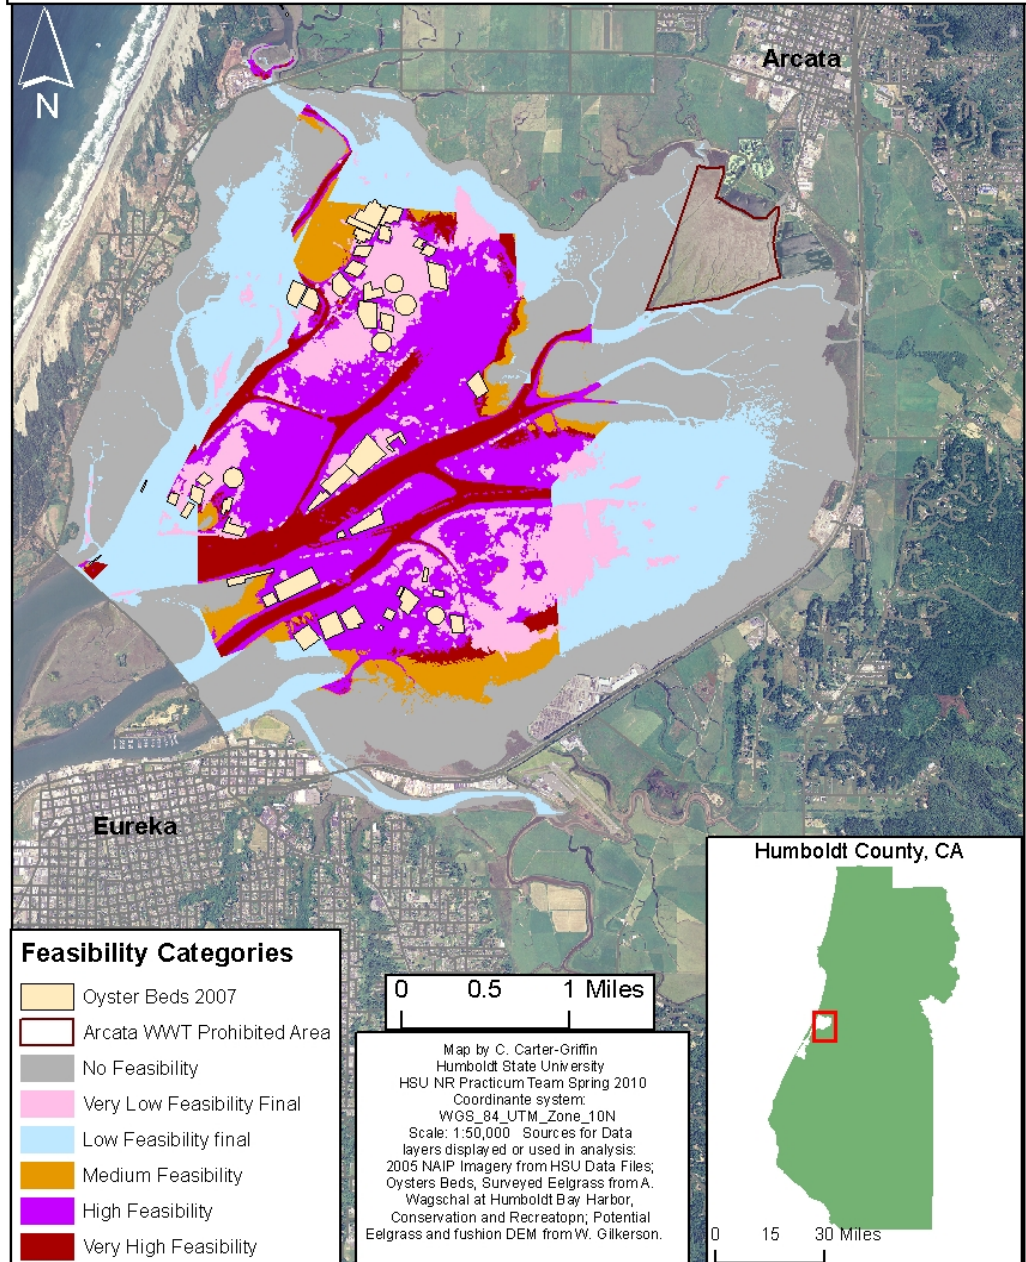 Arcata
N
Eureka
Humboldt County, CA
Feasibility Categories
Oyster Beds 2007
Arcata WWT Prohibited Area
No Feasibility
Very Low Feasibility Final
Low Feasibility final
Medium Feasibility
High Feasibility
Very High Feasibility
0 0.5 1 Miles
Map by C. Carter-Griffin
Humboldt State University
HSU NR Practicum Team Spring 2010
Coordinante system:
WGS_84_UTM_Zone_10N
Scale: 1:50,000 Sources for Data
layers displayed or used in analysis:
2005 NAIP Imagery from HSU Data Files;
Oysters Beds, Surveyed Eelgrass from A.
Wagschal at Humboldt Bay Harbor,
Conservation and Recreatopn; Potential
Eelgrass and fushion DEM from W. Gilkerson.
0 15 30 Miles